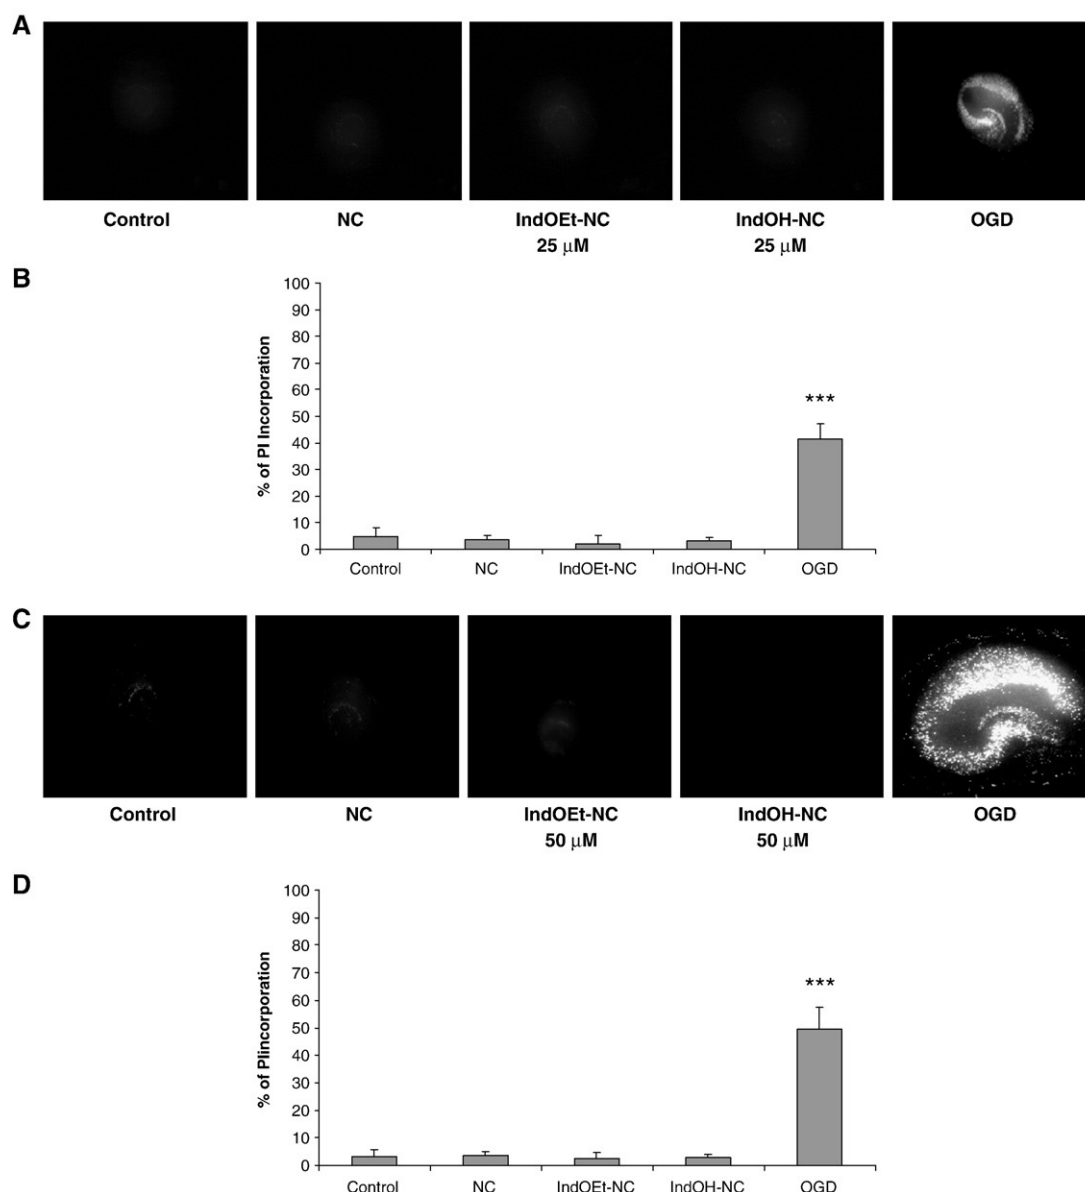 A
Control NC IndOEt-NC IndOH-NC OGD
25 μM 25 μM
B
100
90
80
70
60
50
40
30
20
10
0
% of PI Incorporation
***
Control NC IndOEt-NC IndOH-NC OGD
C
Control NC IndOEt-NC IndOH-NC OGD
50 μM 50 μM
D
100
90
80
70
60
50
40
30
20
10
0
% of PIincorporation
***
Control NC IndOEt-NC IndOH-NC OGD